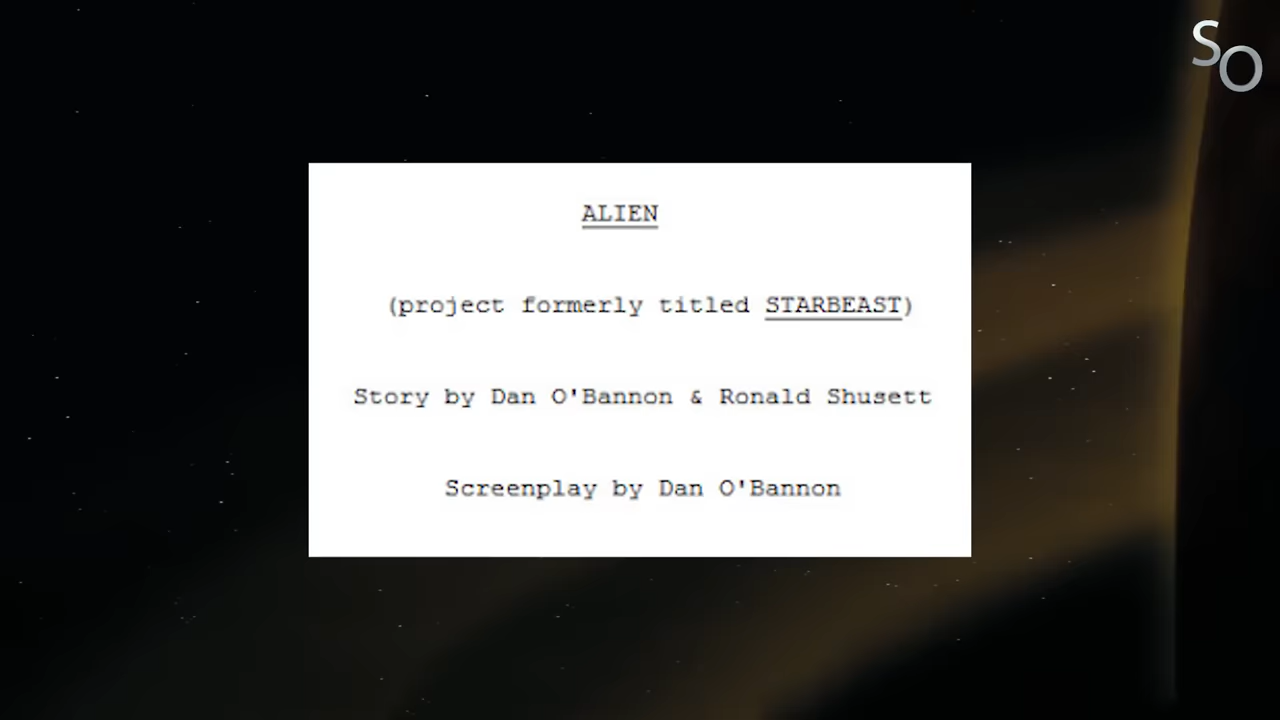 SO
ALIEN
(project formerly titled STARBEAST)
Story by Dan O'Bannon & Ronald Shusett
Screenplay by Dan O'Bannon